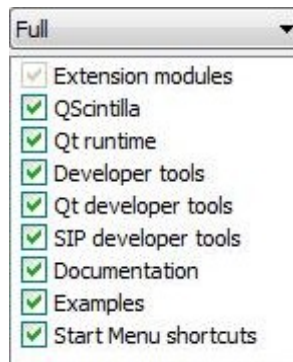 Full
Extension modules
QScintilla
Qt runtime
Developer tools
Qt developer tools
SIP developer tools
Documentation
Examples
Start Menu shortcuts